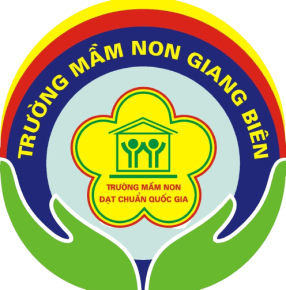 TRƯỜNG MẦM NON GIANG BIÊN
TRƯỜNG MẦM NON
ĐẠT CHUẨN QUỐC GIA